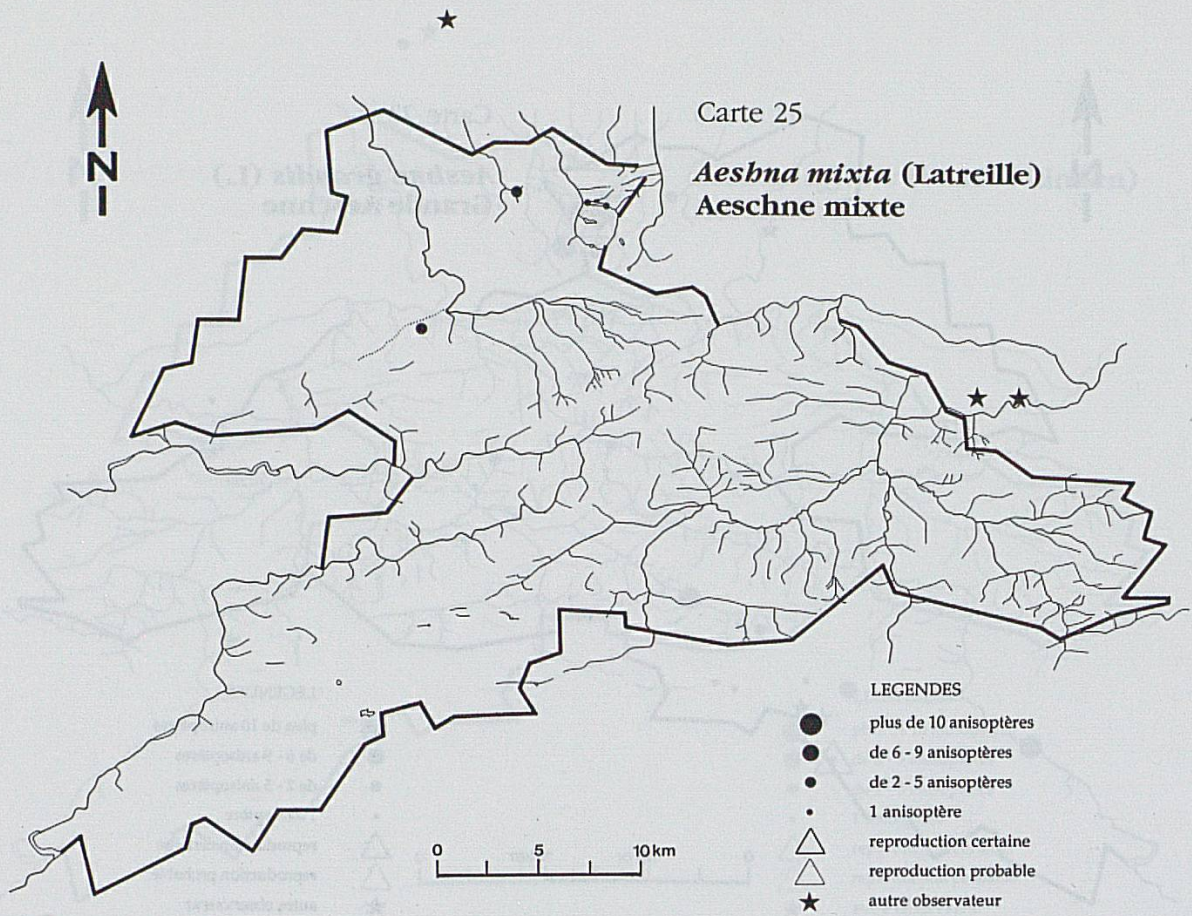 N
Carte 25
Aeshna mixta (Latreille)
Aeschne mixte
LEGENDES
plus de 10 anisoptères
de 6 - 9 anisoptères
de 2 - 5 anisoptères
1 anisoptère
reproduction certaine
reproduction probable
autre observateur
0 5 10 km